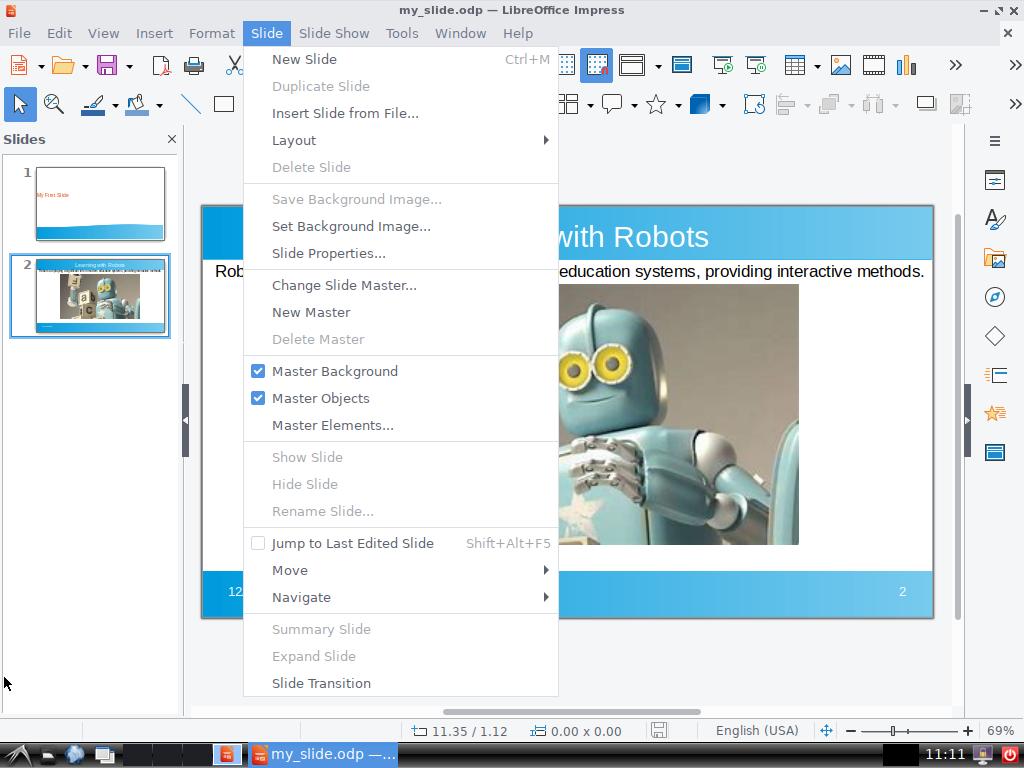 my_slide.odp — LibreOffice Impress
File Edit View Insert Format Slide Slide Show Tools Window Help
Slides
1
My First Slide
2
Learning with Robots
New Slide Ctrl+M
Duplicate Slide
Insert Slide from File...
Layout
Delete Slide
Save Background Image...
Set Background Image...
Slide Properties...
Change Slide Master...
New Master
Delete Master
Master Background
Master Objects
Master Elements...
Show Slide
Hide Slide
Rename Slide...
Jump to Last Edited Slide Shift+Alt+F5
Move
Navigate
Summary Slide
Expand Slide
Slide Transition
with Robots
Rob education systems, providing interactive methods.
12 2
11.35 / 1.12 0.00 x 0.00 English (USA) 69%
my_slide.odp —... 11:11